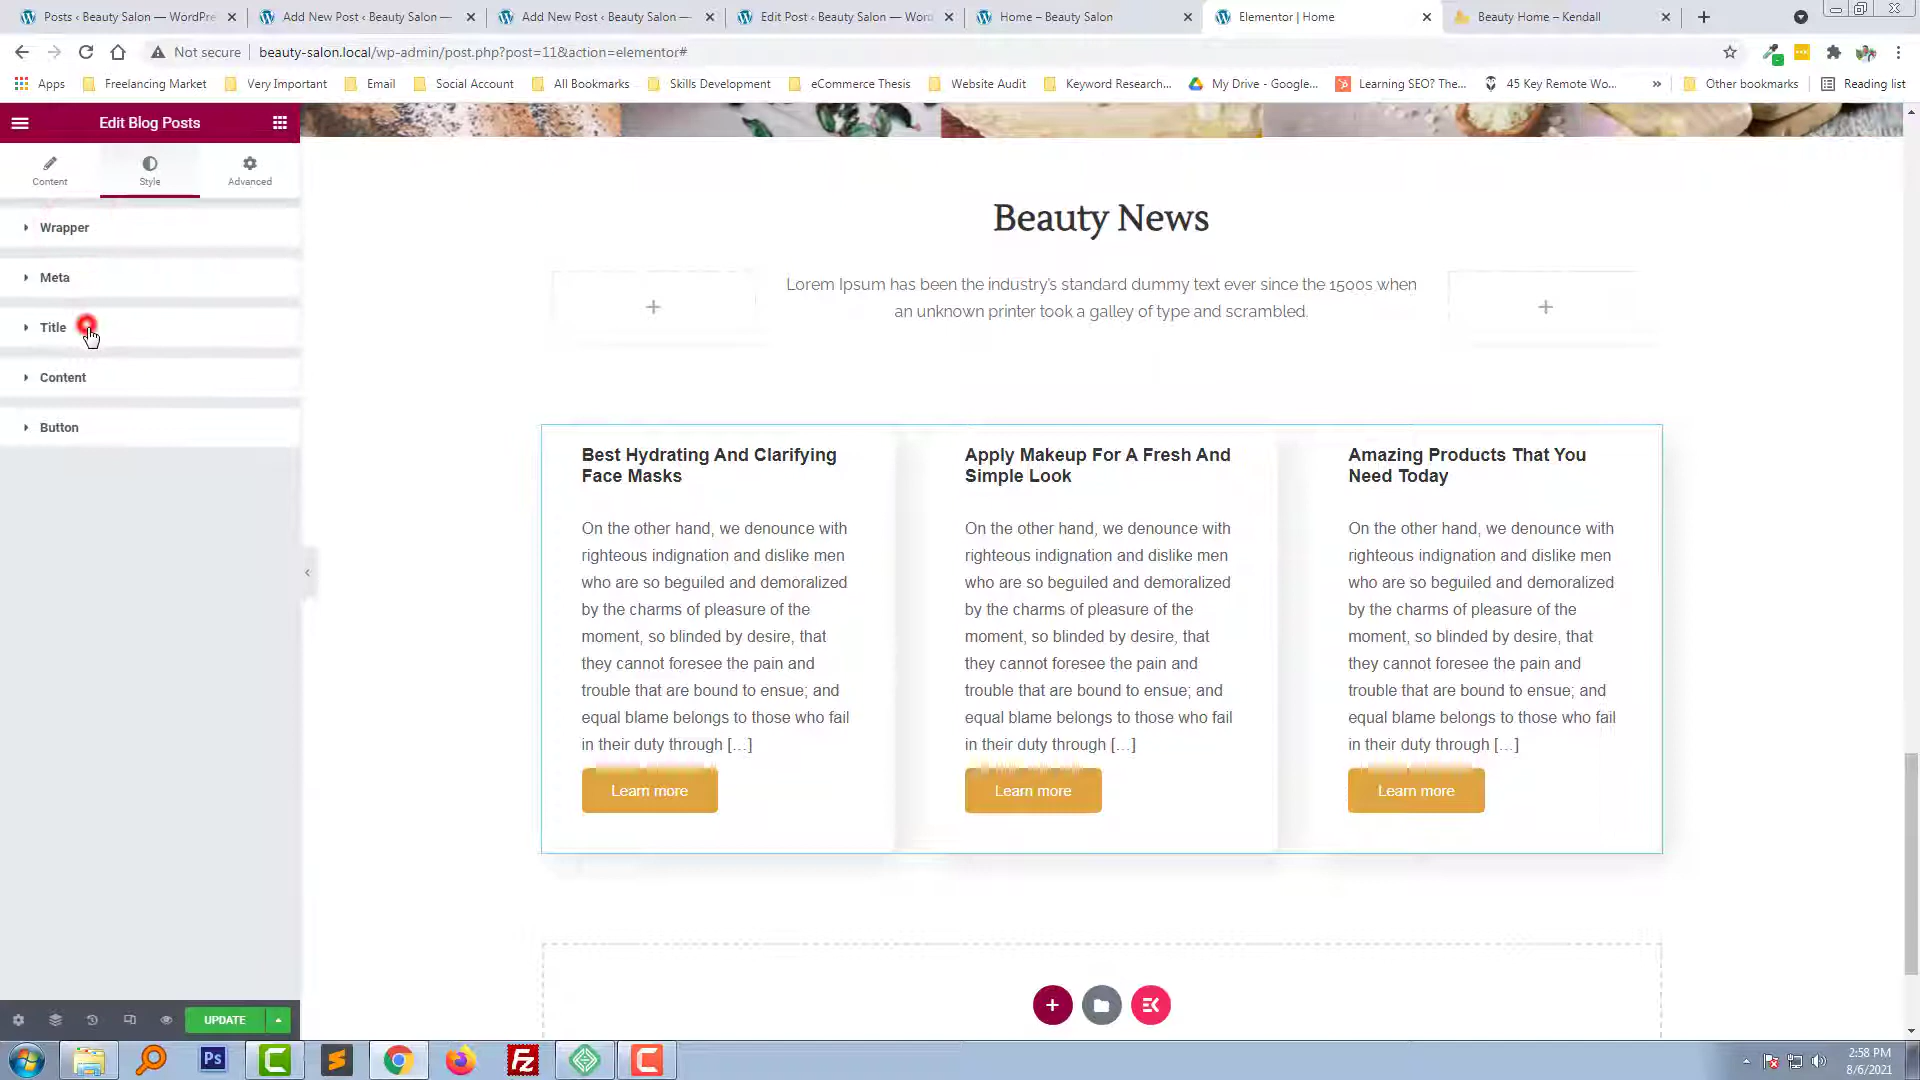 Posts ‹ Beauty Salon — WordPre
Add New Post ‹ Beauty Salon —
Add New Post ‹ Beauty Salon —
Edit Post ‹ Beauty Salon — Wor
Home – Beauty Salon
Elementor | Home
Beauty Home – Kendall
Not secure
beauty-salon.local/wp-admin/post.php?post=11&action=elementor#
Apps
Freelancing Market
Very Important
Email
Social Account
All Bookmarks
Skills Development
eCommerce Thesis
Website Audit
Keyword Research...
My Drive - Google...
Learning SEO? The...
45 Key Remote Wo...
Other bookmarks
Reading list
Edit Blog Posts
Content
Style
Advanced
Wrapper
Meta
Title
Content
Button
Beauty News
Lorem Ipsum has been the industry's standard dummy text ever since the 1500s when
an unknown printer took a galley of type and scrambled.
Best Hydrating And Clarifying
Face Masks
On the other hand, we denounce with
righteous indignation and dislike men
who are so beguiled and demoralized
by the charms of pleasure of the
moment, so blinded by desire, that
they cannot foresee the pain and
trouble that are bound to ensue; and
equal blame belongs to those who fail
in their duty through [...]
Learn more
Apply Makeup For A Fresh And
Simple Look
On the other hand, we denounce with
righteous indignation and dislike men
who are so beguiled and demoralized
by the charms of pleasure of the
moment, so blinded by desire, that
they cannot foresee the pain and
trouble that are bound to ensue; and
equal blame belongs to those who fail
in their duty through [...]
Learn more
Amazing Products That You
Need Today
On the other hand, we denounce with
righteous indignation and dislike men
who are so beguiled and demoralized
by the charms of pleasure of the
moment, so blinded by desire, that
they cannot foresee the pain and
trouble that are bound to ensue; and
equal blame belongs to those who fail
in their duty through [...]
Learn more
UPDATE
Ps
Fz
2:58 PM
8/6/2021